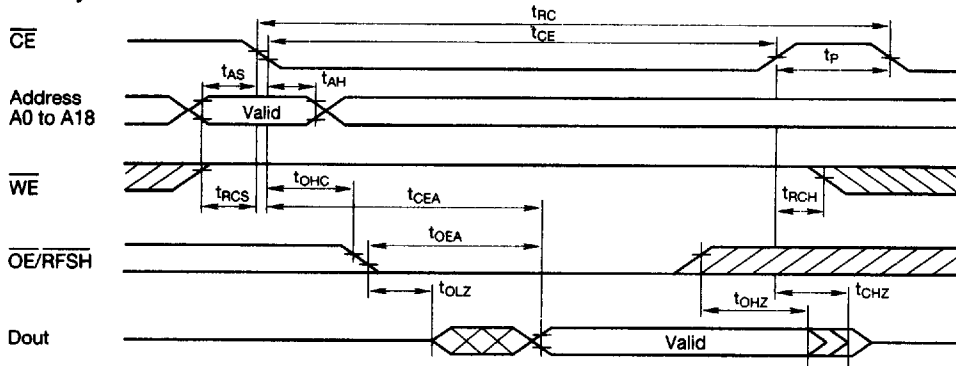 tRC
CE
tCE
tP
tAS
tAH
Address
A0 to A18
Valid
WE
tRCS
tOHC
tCEA
tRCH
OE/RFSH
tOEA
tOLZ
tOHZ
tCHZ
Dout
Valid